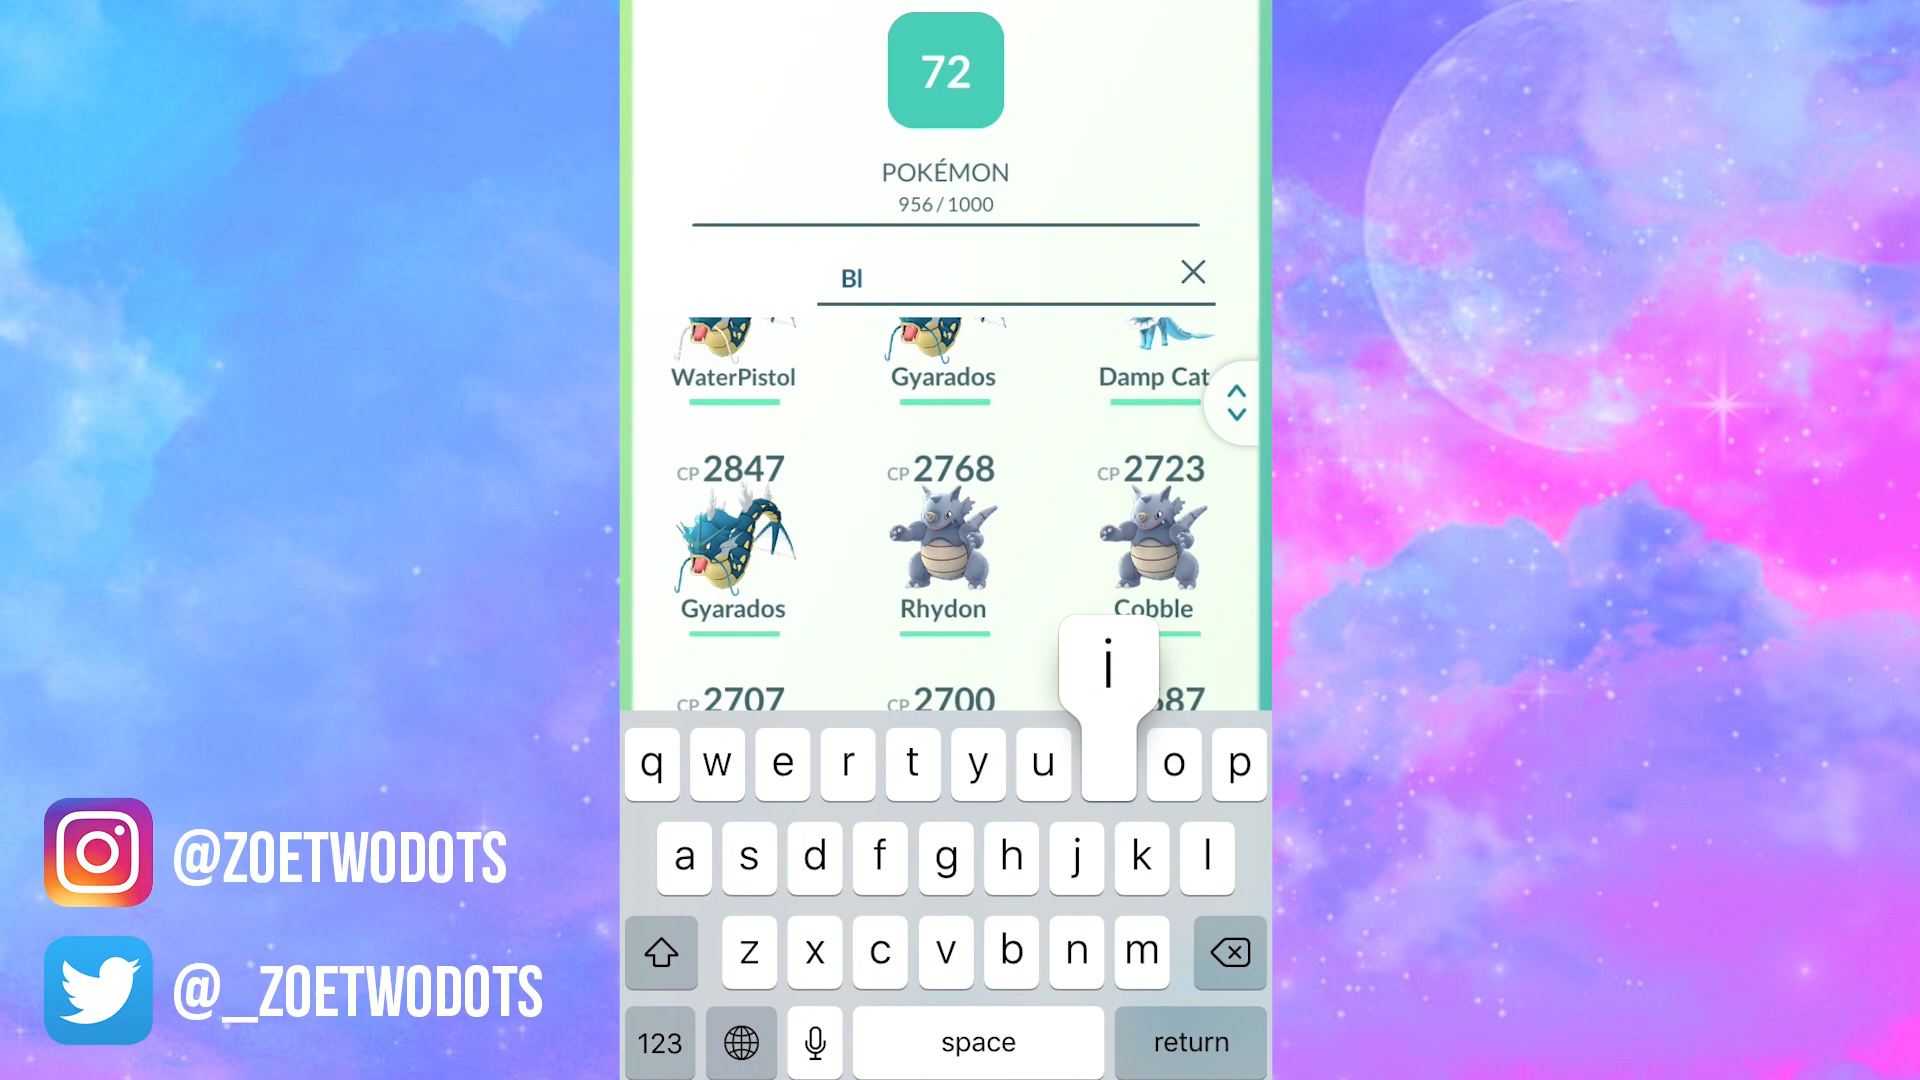 72
POKÉMON
956 / 1000
Bl
WaterPistol Gyarados Damp Cat
CP 2847 CP 2768 CP 2723
Gyarados Rhydon Cobble
CP 2707 CP 2700 687
i
q w e r t y u o p
a s d f g h j k l
z x c v b n m
123 space return
@ZOETWODOTS
@_ZOETWODOTS